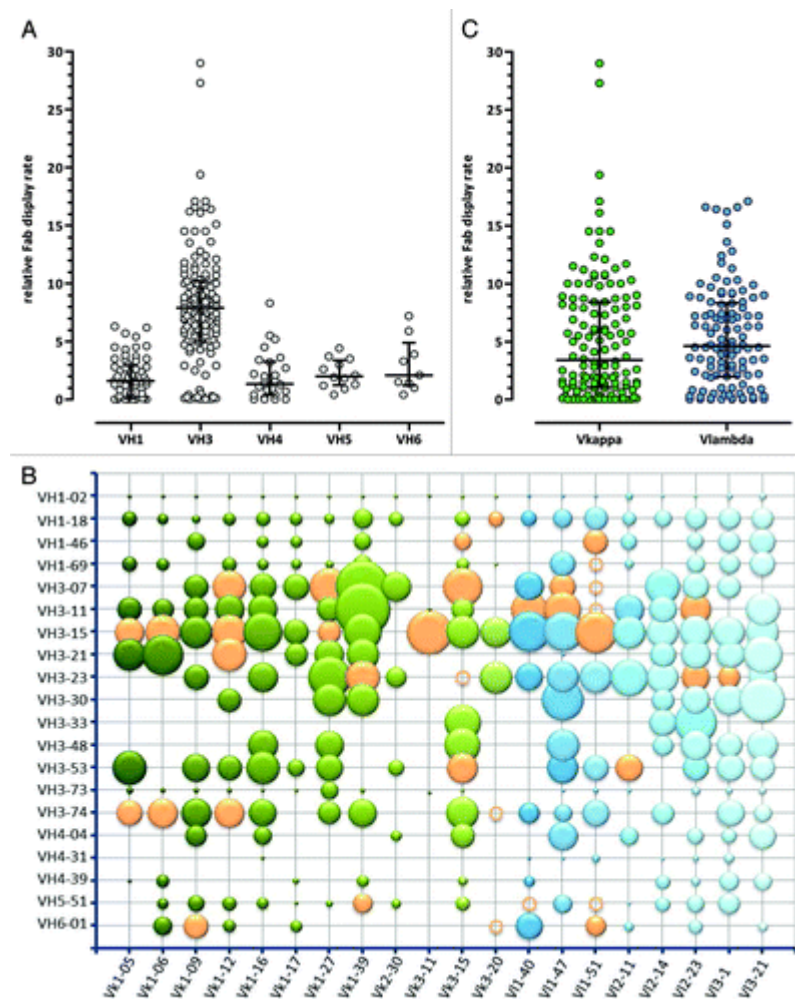 A
relative Fab display rate
30
25
20
15
10
5
0
VH1 VH3 VH4 VH5 VH6
C
relative Fab display rate
30
25
20
15
10
5
0
Vkappa Vlambda
B
VH1-02
VH1-18
VH1-46
VH1-69
VH3-07
VH3-11
VH3-15
VH3-21
VH3-23
VH3-30
VH3-33
VH3-48
VH3-53
VH3-73
VH3-74
VH4-04
VH4-31
VH4-39
VH5-51
VH6-01
Vk1-05 Vk1-06 Vk1-09 Vk1-12 Vk1-16 Vk1-17 Vk1-27 Vk1-39 Vk2-30 Vk3-11 Vk3-15 Vk3-20 Vl1-40 Vl1-47 Vl1-51 Vl2-11 Vl2-14 Vl2-23 Vl3-1 Vl3-21